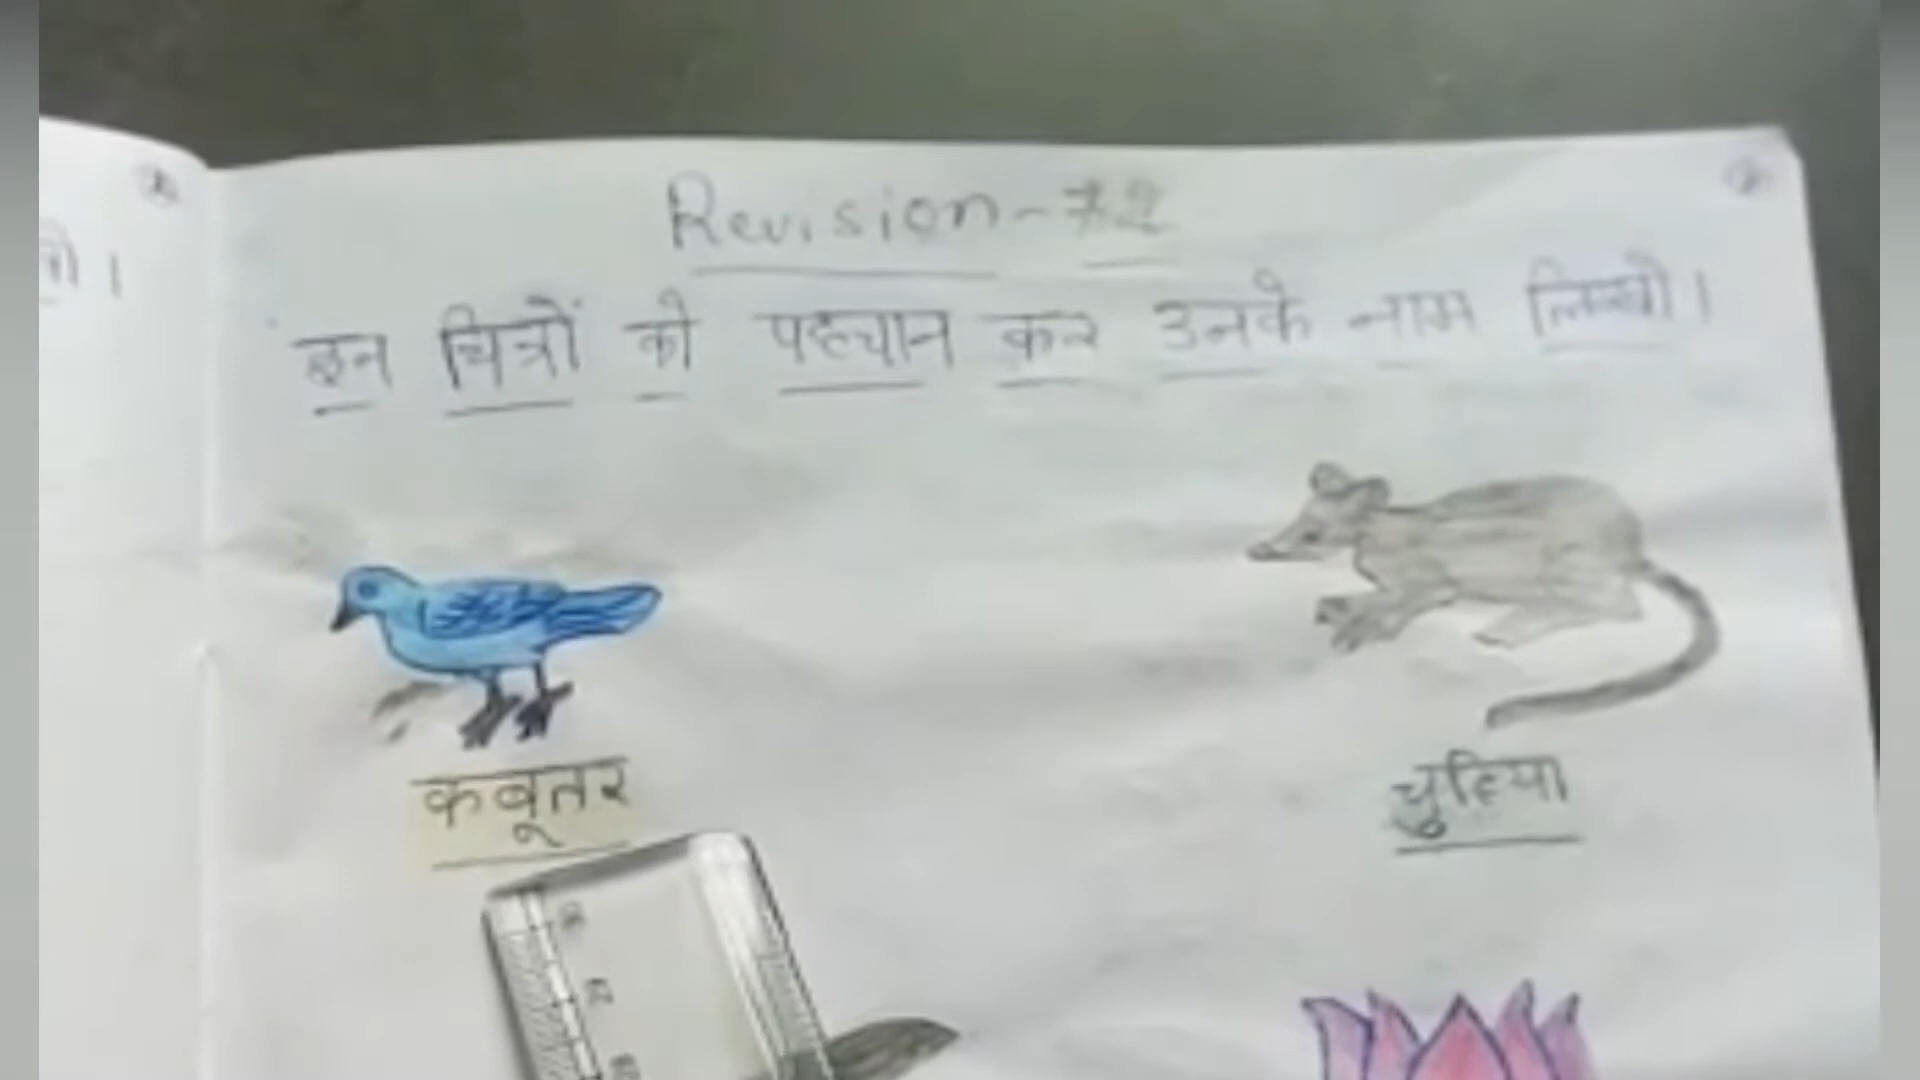 Revision-
इन चित्रों को पहचान कर उनके नाम लिखो।
कबूतर
चुहिया